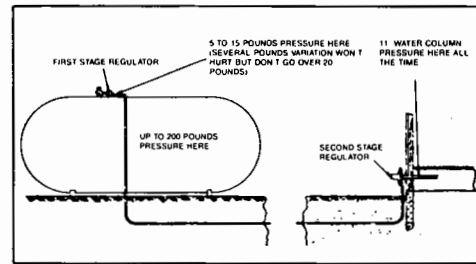 5 TO 15 POUNDS PRESSURE HERE
(SEVERAL POUNDS VARIATION WON T
HURT BUT DON T GO OVER 20
POUNDS)
11 WATER COLUMN
PRESSURE HERE ALL
THE TIME
FIRST STAGE REGULATOR
UP TO 200 POUNDS
PRESSURE HERE
SECOND STAGE
REGULATOR